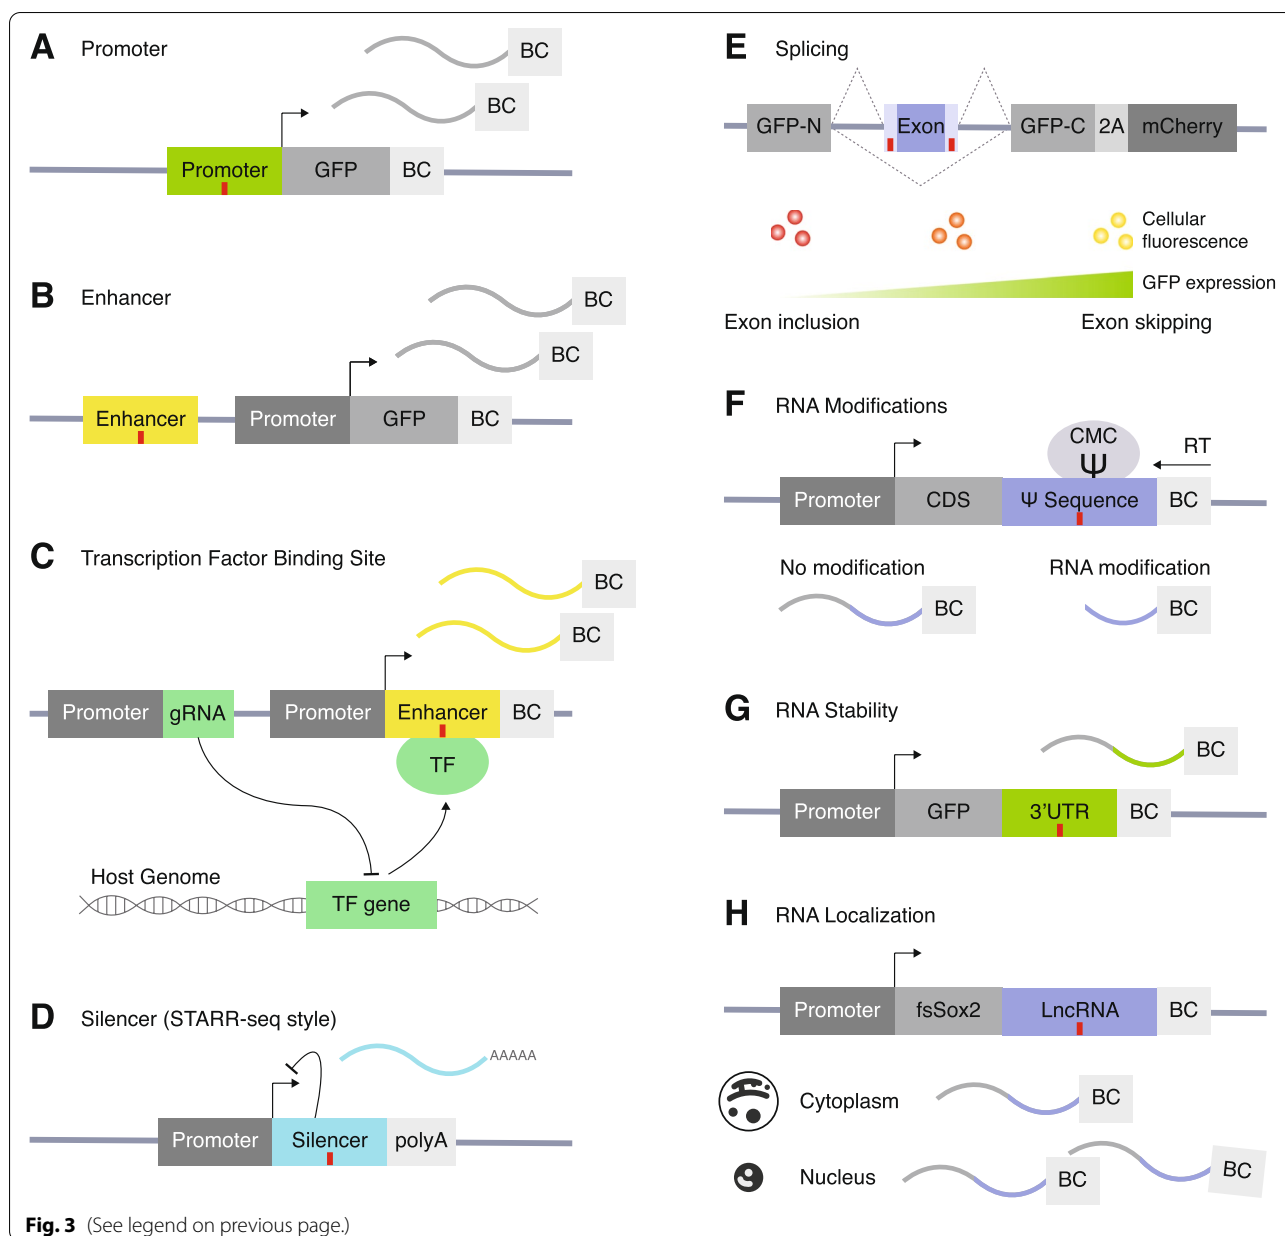 A Promoter
BC
BC
Promoter GFP BC
B Enhancer
BC
BC
Enhancer Promoter GFP BC
C Transcription Factor Binding Site
BC
BC
Promoter gRNA Promoter Enhancer BC
TF
Host Genome
TF gene
D Silencer (STARR-seq style)
AAAAA
Promoter Silencer polyA
E Splicing
GFP-N Exon GFP-C 2A mCherry
Cellular
fluorescence
GFP expression
Exon inclusion Exon skipping
F RNA Modifications
CMC
Ψ
RT
Promoter CDS Ψ Sequence BC
No modification RNA modification
BC BC
G RNA Stability
BC
Promoter GFP 3’UTR BC
H RNA Localization
Promoter fsSox2 LncRNA BC
Cytoplasm BC
Nucleus BC BC
Fig. 3 (See legend on previous page.)